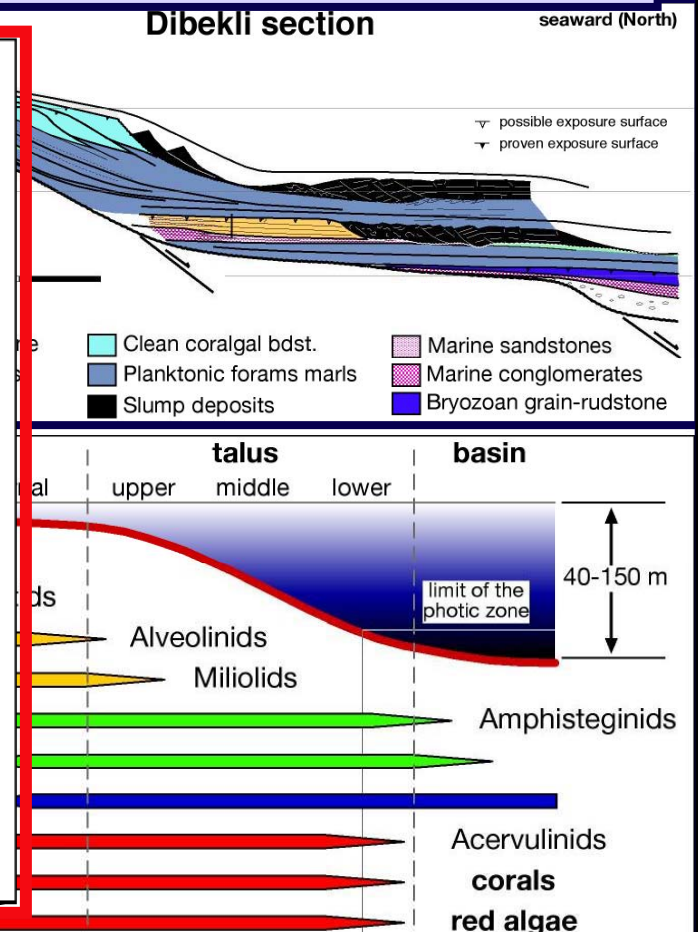 Dibekli section
seaward (North)
possible exposure surface
proven exposure surface
Clean coralgal bdst.
Planktonic forams marls
Slump deposits
Marine sandstones
Marine conglomerates
Bryozoan grain-rudstone
talus
basin
upper
middle
lower
limit of the
photic zone
40-150 m
Alveolinids
Miliolids
Amphisteginids
Acervulinids
corals
red algae